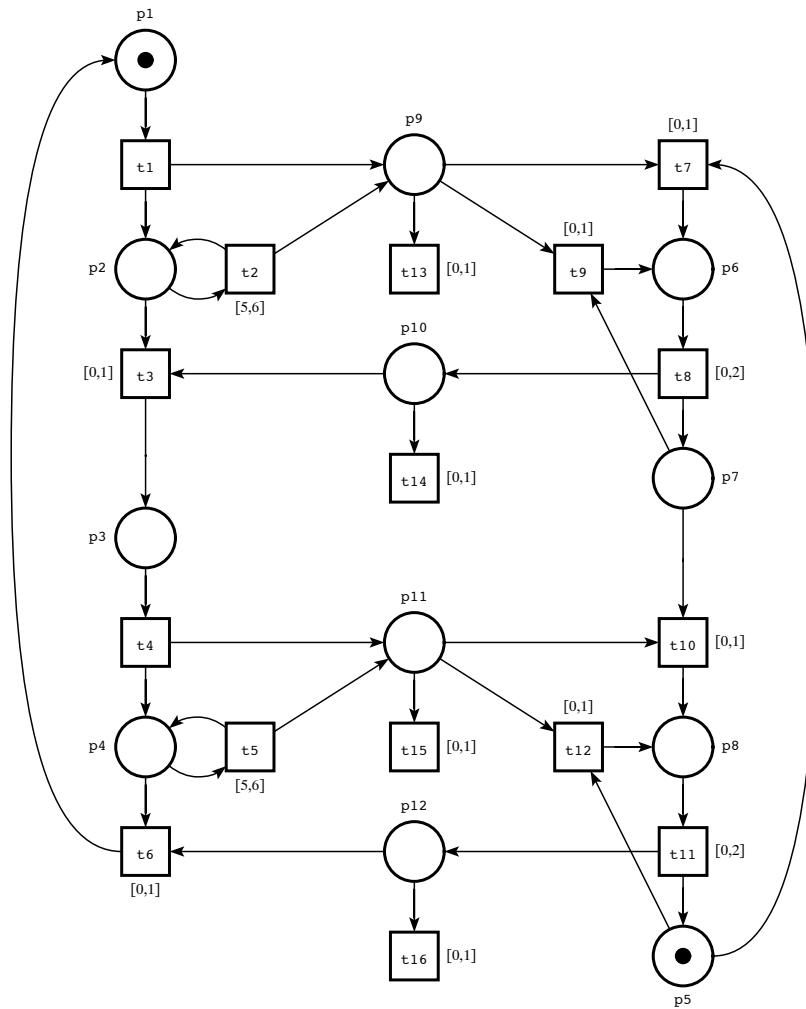 p1
p9
[0,1]
t1
t7
p2
t2
[5,6]
t13
[0,1]
[0,1]
t9
p6
p10
[0,1]
t3
t8
[0,2]
t14
[0,1]
p7
p3
p11
t4
t10
[0,1]
p4
t5
[5,6]
t15
[0,1]
[0,1]
t12
p8
p12
t6
[0,1]
t11
[0,2]
t16
[0,1]
p5